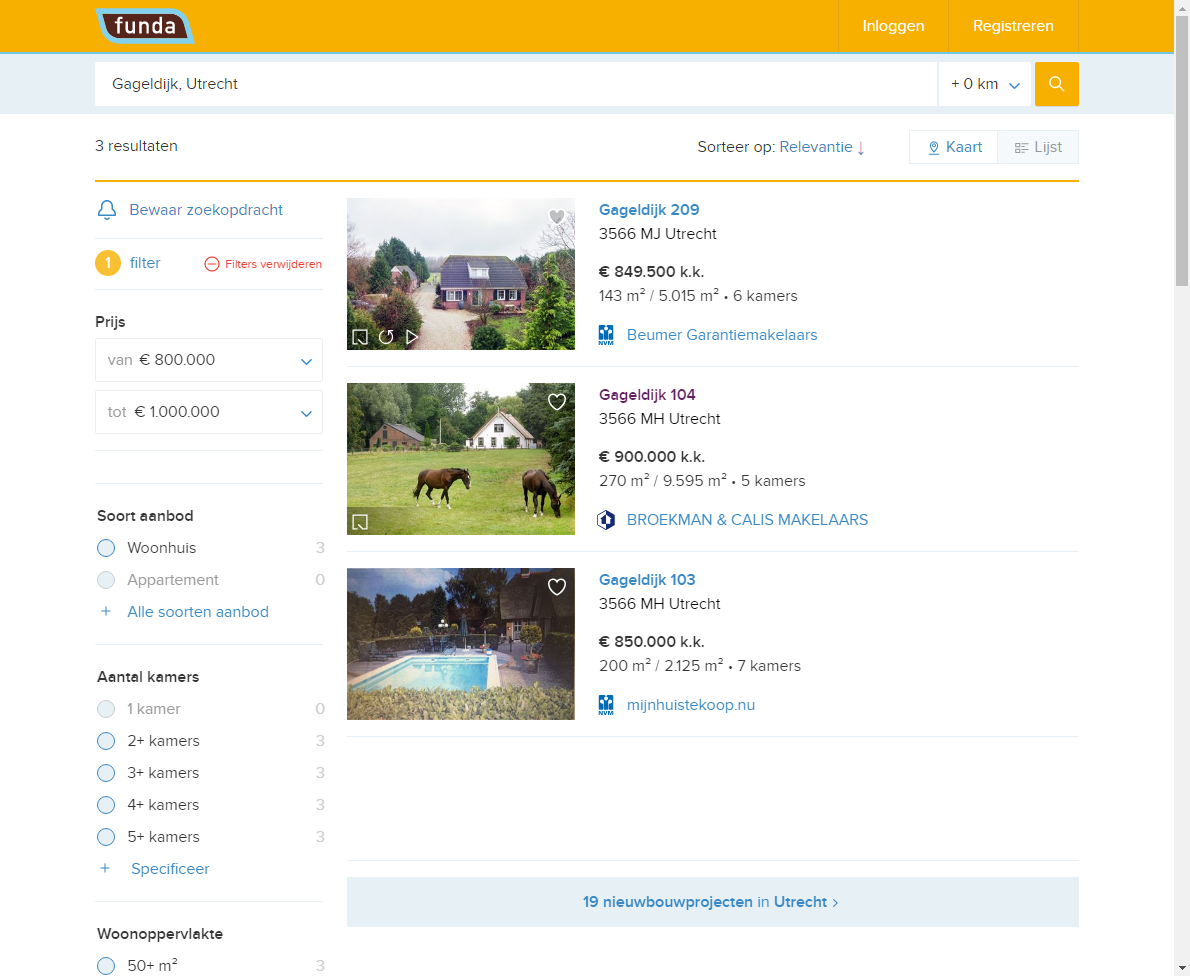 funda
Inloggen
Registreren
Gageldijk, Utrecht
+ 0 km
3 resultaten
Sorteer op: Relevantie ↓
Kaart
Lijst
Bewaar zoekopdracht
1 filter
Filters verwijderen
Prijs
van € 800.000
tot € 1.000.000
Soort aanbod
Woonhuis 3
Appartement 0
+ Alle soorten aanbod
Aantal kamers
1 kamer 0
2+ kamers 3
3+ kamers 3
4+ kamers 3
5+ kamers 3
+ Specificeer
Woonoppervlakte
50+ m² 3
Gageldijk 209
3566 MJ Utrecht
€ 849.500 k.k.
143 m² / 5.015 m² • 6 kamers
NVM
Beumer Garantiemakelaars
Gageldijk 104
3566 MH Utrecht
€ 900.000 k.k.
270 m² / 9.595 m² • 5 kamers
BROEKMAN & CALIS MAKELAARS
Gageldijk 103
3566 MH Utrecht
€ 850.000 k.k.
200 m² / 2.125 m² • 7 kamers
NVM
mijnhuistekoop.nu
19 nieuwbouwprojecten in Utrecht ›